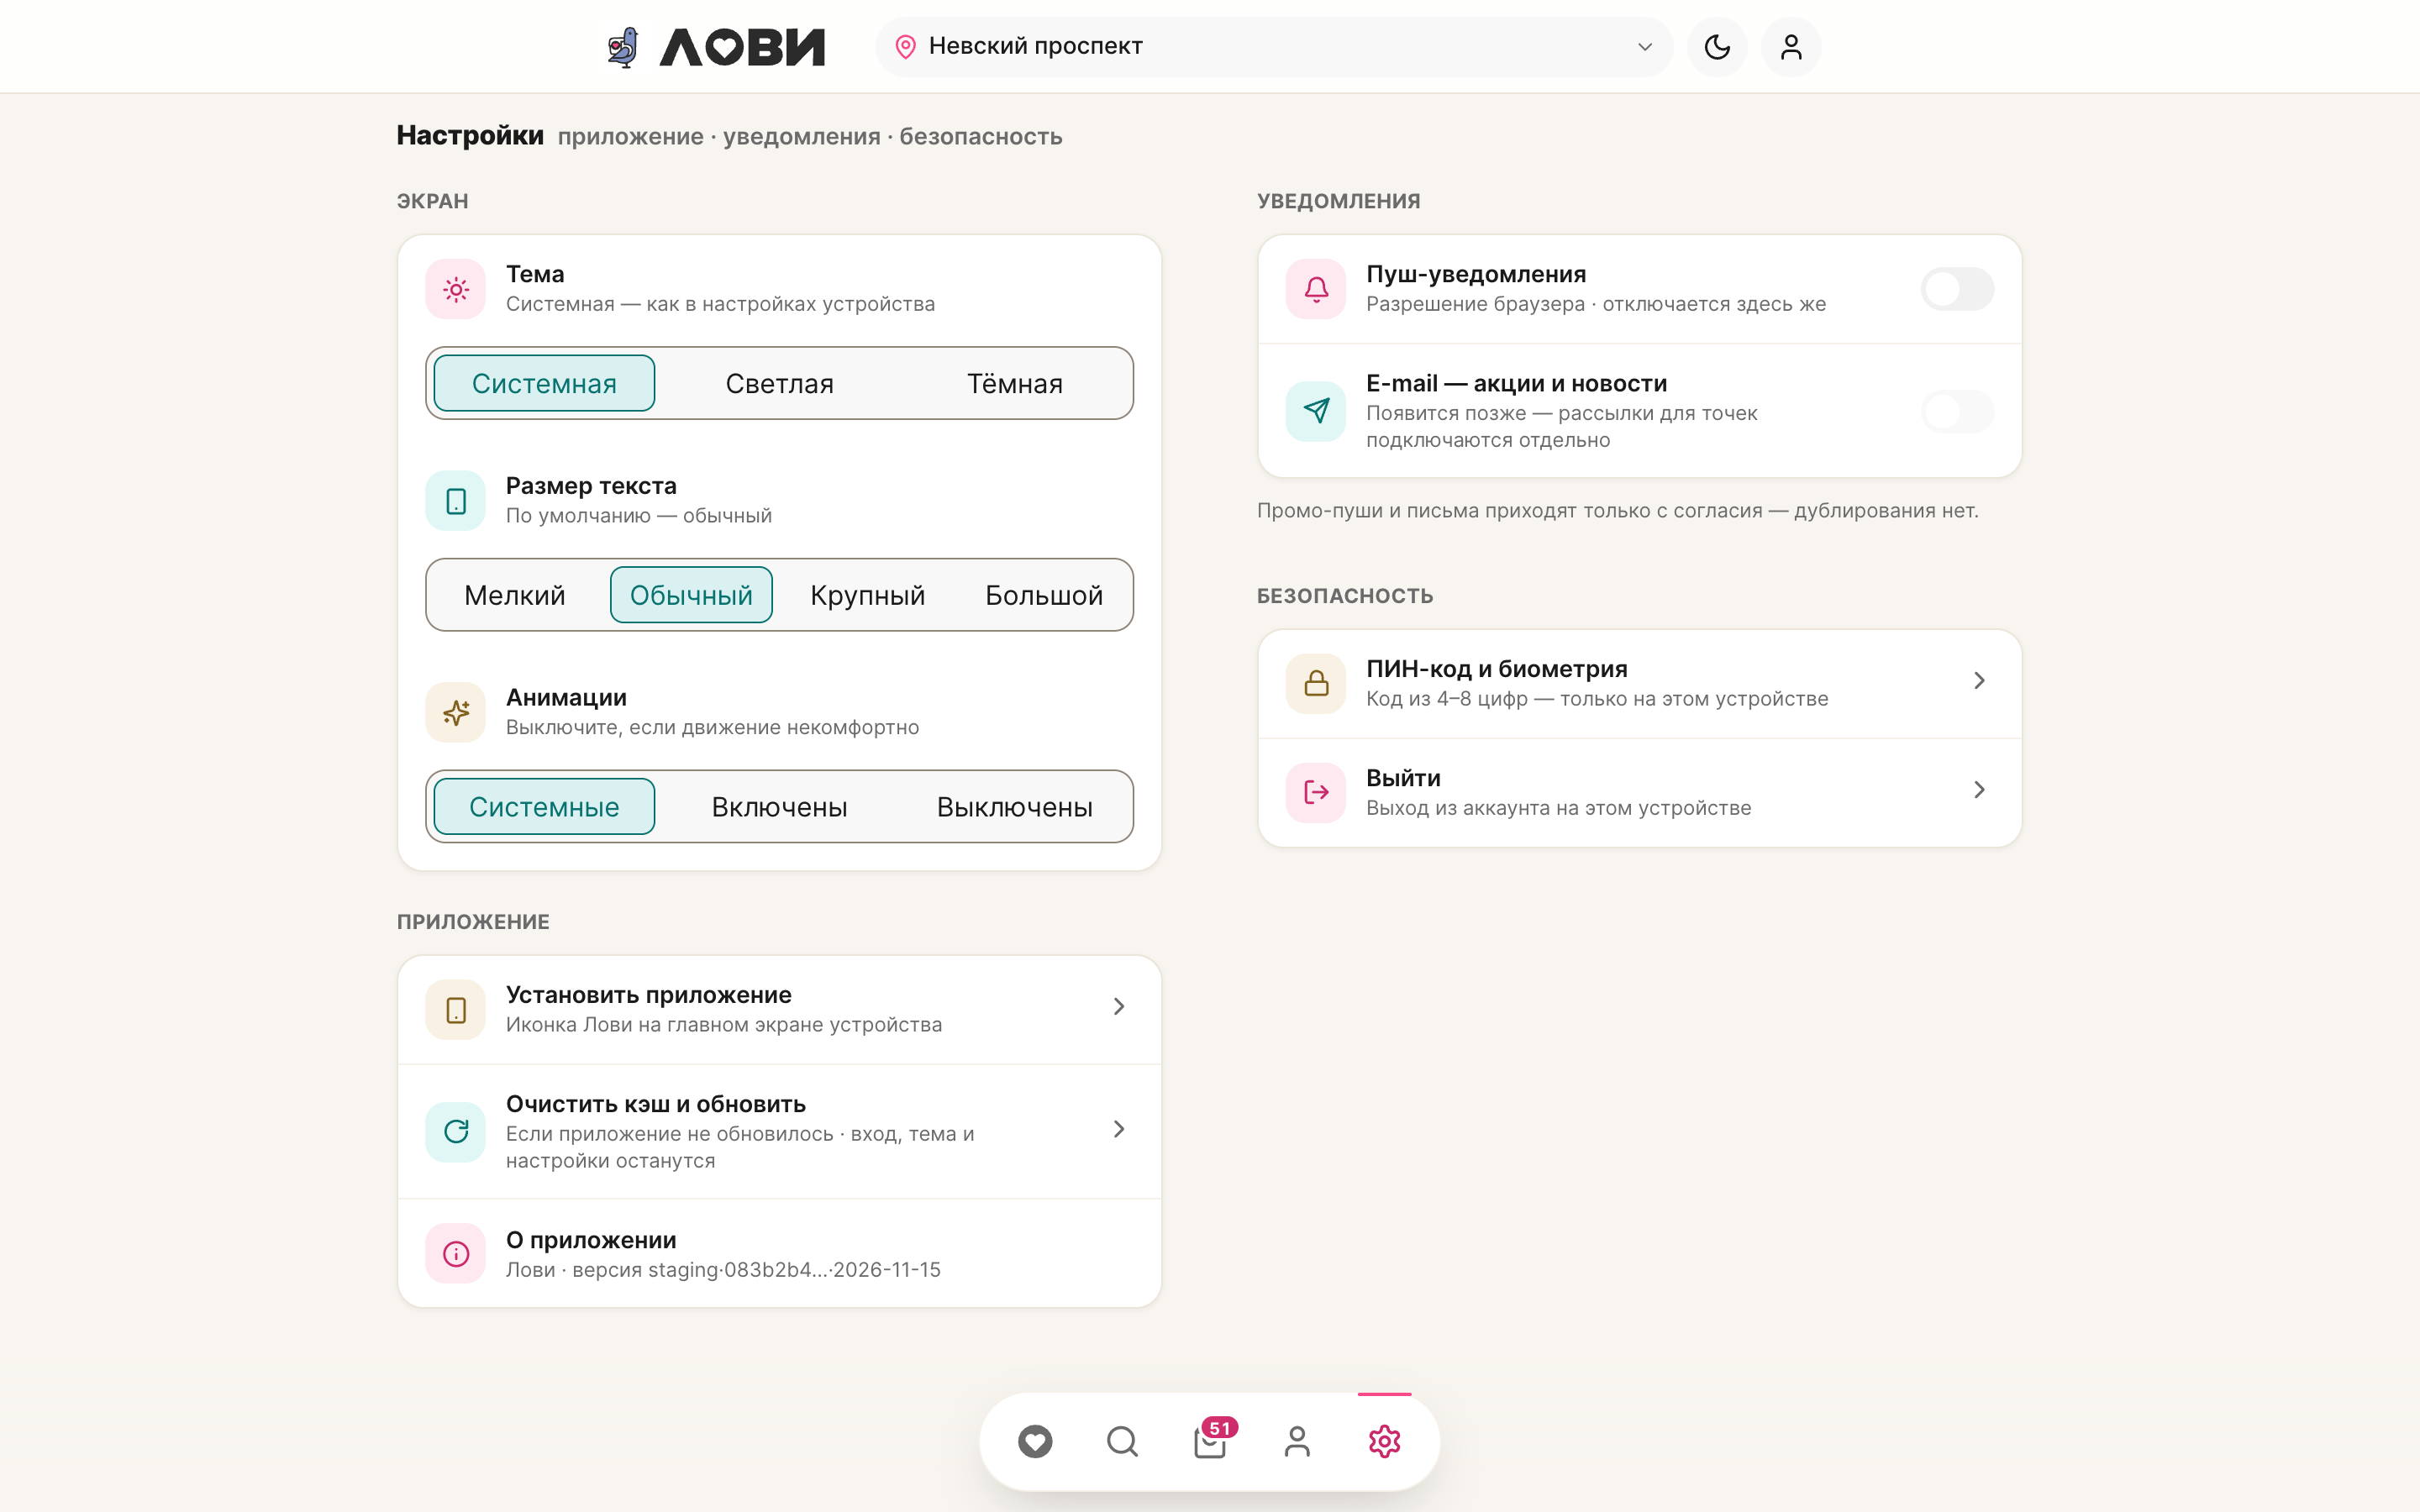 ЛОВИ
Невский проспект
Настройки приложение · уведомления · безопасность
ЭКРАН
Тема
Системная — как в настройках устройства
Системная Светлая Тёмная
Размер текста
По умолчанию — обычный
Мелкий Обычный Крупный Большой
Анимации
Выключите, если движение некомфортно
Системные Включены Выключены
ПРИЛОЖЕНИЕ
Установить приложение
Иконка Лови на главном экране устройства
Очистить кэш и обновить
Если приложение не обновилось · вход, тема и
настройки останутся
О приложении
Лови · версия staging·083b2b4…·2026-11-15
УВЕДОМЛЕНИЯ
Пуш-уведомления
Разрешение браузера · отключается здесь же
E-mail — акции и новости
Появится позже — рассылки для точек
подключаются отдельно
Промо-пуши и письма приходят только с согласия — дублирования нет.
БЕЗОПАСНОСТЬ
ПИН-код и биометрия
Код из 4–8 цифр — только на этом устройстве
Выйти
Выход из аккаунта на этом устройстве
51